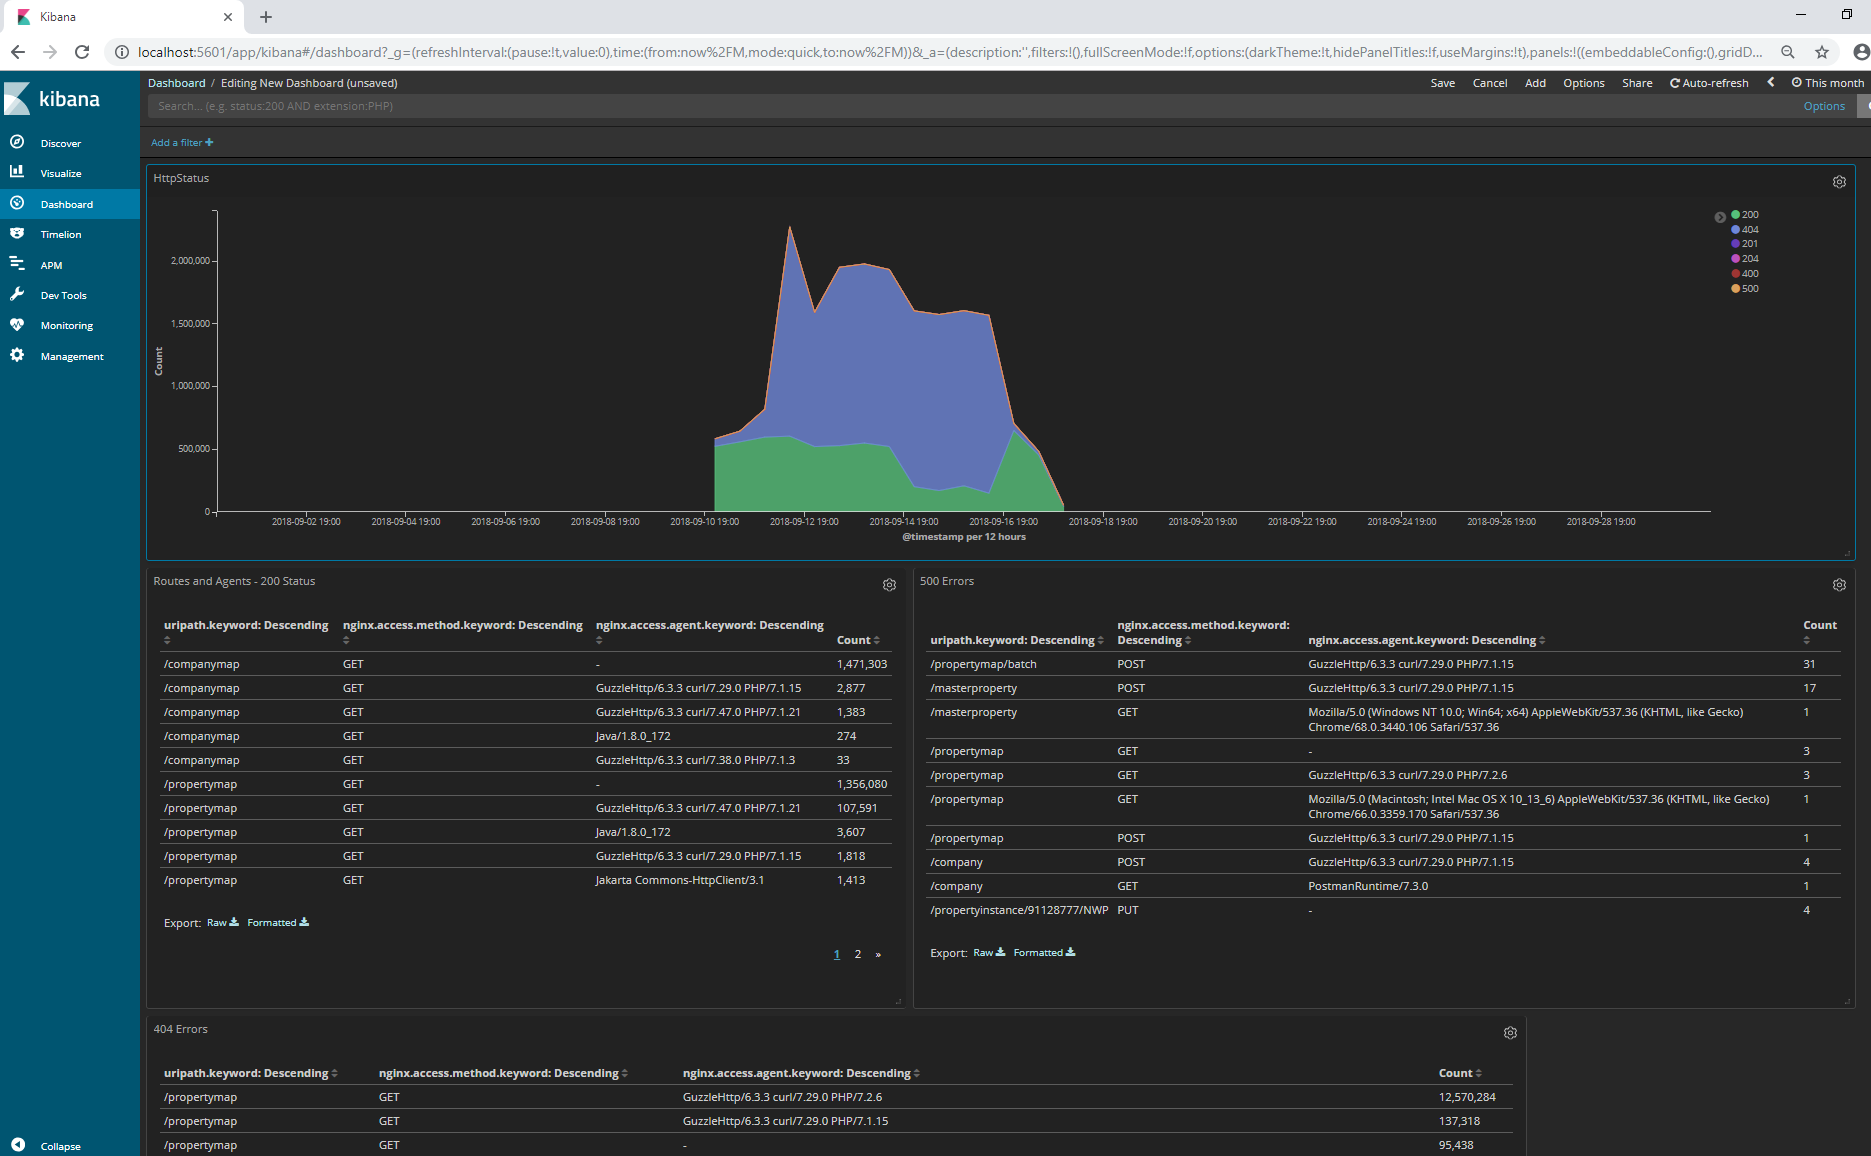 Kibana
localhost:5601/app/kibana#/dashboard?_g=(refreshInterval:(pause:!t,value:0),time:(from:now%2FM,mode:quick,to:now%2FM))&_a=(description:'',filters:!(),fullScreenMode:!f,options:(darkTheme:!t,hidePanelTitles:!f,useMargins:!t),panels:!((embeddableConfig:(),gridD...
kibana
Discover
Visualize
Dashboard
Timelion
APM
Dev Tools
Monitoring
Management
Collapse
Dashboard / Editing New Dashboard (unsaved)
Save Cancel Add Options Share Auto-refresh This month
Search... (e.g. status:200 AND extension:PHP)
Options
Add a filter +
HttpStatus
2,000,000
1,500,000
1,000,000
500,000
0
Count
2018-09-02 19:00 2018-09-04 19:00 2018-09-06 19:00 2018-09-08 19:00 2018-09-10 19:00 2018-09-12 19:00 2018-09-14 19:00 2018-09-16 19:00 2018-09-18 19:00 2018-09-20 19:00 2018-09-22 19:00 2018-09-24 19:00 2018-09-26 19:00 2018-09-28 19:00
@timestamp per 12 hours
200
404
201
204
400
500
Routes and Agents - 200 Status
uripath.keyword: Descending nginx.access.method.keyword: Descending nginx.access.agent.keyword: Descending Count
/companymap GET - 1,471,303
/companymap GET GuzzleHttp/6.3.3 curl/7.29.0 PHP/7.1.15 2,877
/companymap GET GuzzleHttp/6.3.3 curl/7.47.0 PHP/7.1.21 1,383
/companymap GET Java/1.8.0_172 274
/companymap GET GuzzleHttp/6.3.3 curl/7.38.0 PHP/7.1.3 33
/propertymap GET - 1,356,080
/propertymap GET GuzzleHttp/6.3.3 curl/7.47.0 PHP/7.1.21 107,591
/propertymap GET Java/1.8.0_172 3,607
/propertymap GET GuzzleHttp/6.3.3 curl/7.29.0 PHP/7.1.15 1,818
/propertymap GET Jakarta Commons-HttpClient/3.1 1,413
Export: Raw Formatted
1 2 »
500 Errors
uripath.keyword: Descending nginx.access.method.keyword: Descending nginx.access.agent.keyword: Descending Count
/propertymap/batch POST GuzzleHttp/6.3.3 curl/7.29.0 PHP/7.1.15 31
/masterproperty POST GuzzleHttp/6.3.3 curl/7.29.0 PHP/7.1.15 17
/masterproperty GET Mozilla/5.0 (Windows NT 10.0; Win64; x64) AppleWebKit/537.36 (KHTML, like Gecko) 1
Chrome/68.0.3440.106 Safari/537.36
/propertymap GET - 3
/propertymap GET GuzzleHttp/6.3.3 curl/7.29.0 PHP/7.2.6 3
/propertymap GET Mozilla/5.0 (Macintosh; Intel Mac OS X 10_13_6) AppleWebKit/537.36 (KHTML, like Gecko) 1
Chrome/66.0.3359.170 Safari/537.36
/propertymap POST GuzzleHttp/6.3.3 curl/7.29.0 PHP/7.1.15 1
/company POST GuzzleHttp/6.3.3 curl/7.29.0 PHP/7.1.15 4
/company GET PostmanRuntime/7.3.0 1
/propertyinstance/91128777/NWP PUT - 4
Export: Raw Formatted
404 Errors
uripath.keyword: Descending nginx.access.method.keyword: Descending nginx.access.agent.keyword: Descending Count
/propertymap GET GuzzleHttp/6.3.3 curl/7.29.0 PHP/7.2.6 12,570,284
/propertymap GET GuzzleHttp/6.3.3 curl/7.29.0 PHP/7.1.15 137,318
/propertymap GET - 95,438